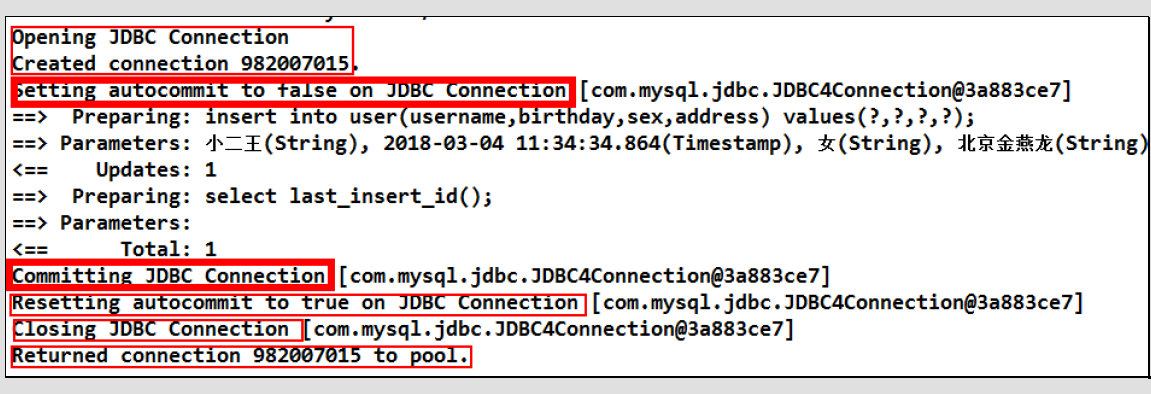 Opening JDBC Connection
Created connection 982007015.
Setting autocommit to false on JDBC Connection [com.mysql.jdbc.JDBC4Connection@3a883ce7]
==>  Preparing: insert into user(username,birthday,sex,address) values(?,?,?,?);
==> Parameters: 小二王(String), 2018-03-04 11:34:34.864(Timestamp), 女(String), 北京金燕龙(String)
<==    Updates: 1
==>  Preparing: select last_insert_id();
==> Parameters:
<==      Total: 1
Committing JDBC Connection [com.mysql.jdbc.JDBC4Connection@3a883ce7]
Resetting autocommit to true on JDBC Connection [com.mysql.jdbc.JDBC4Connection@3a883ce7]
Closing JDBC Connection [com.mysql.jdbc.JDBC4Connection@3a883ce7]
Returned connection 982007015 to pool.